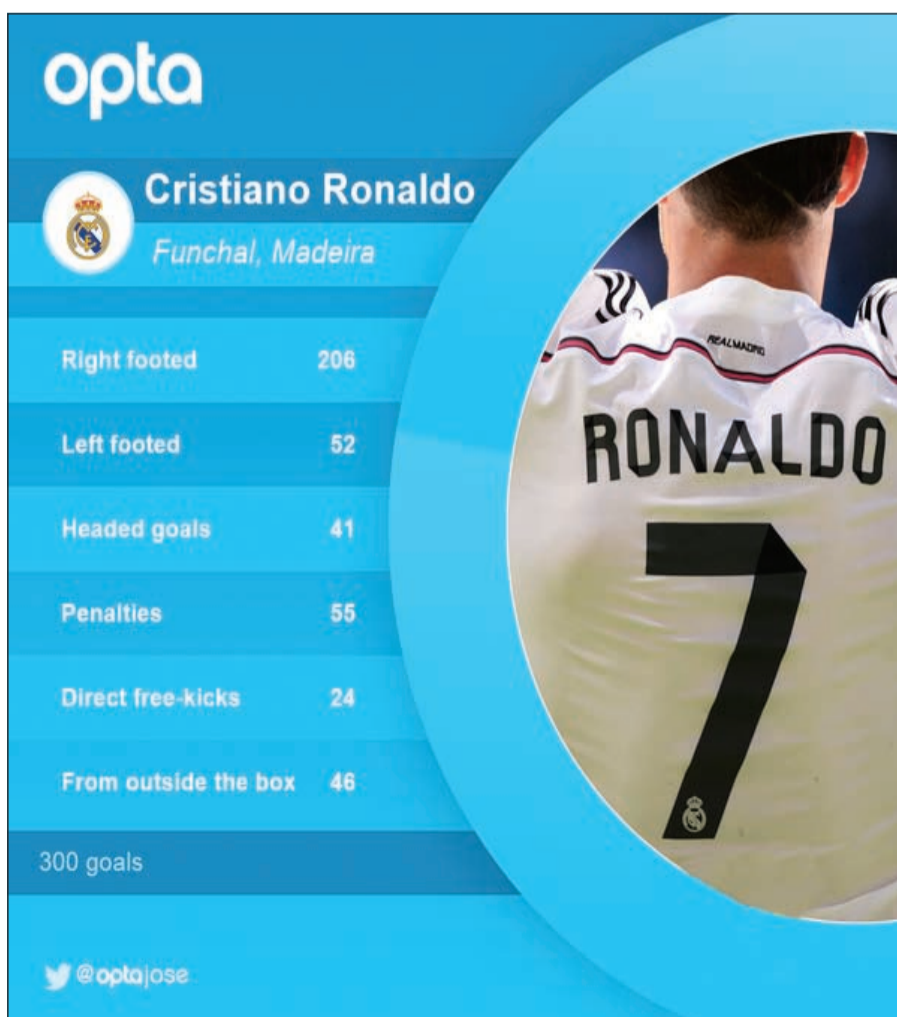 opta
Cristiano Ronaldo
Funchal, Madeira
Right footed 206
Left footed 52
Headed goals 41
Penalties 55
Direct free-kicks 24
From outside the box 46
300 goals
@optajose
REALMADRID
RONALDO
7